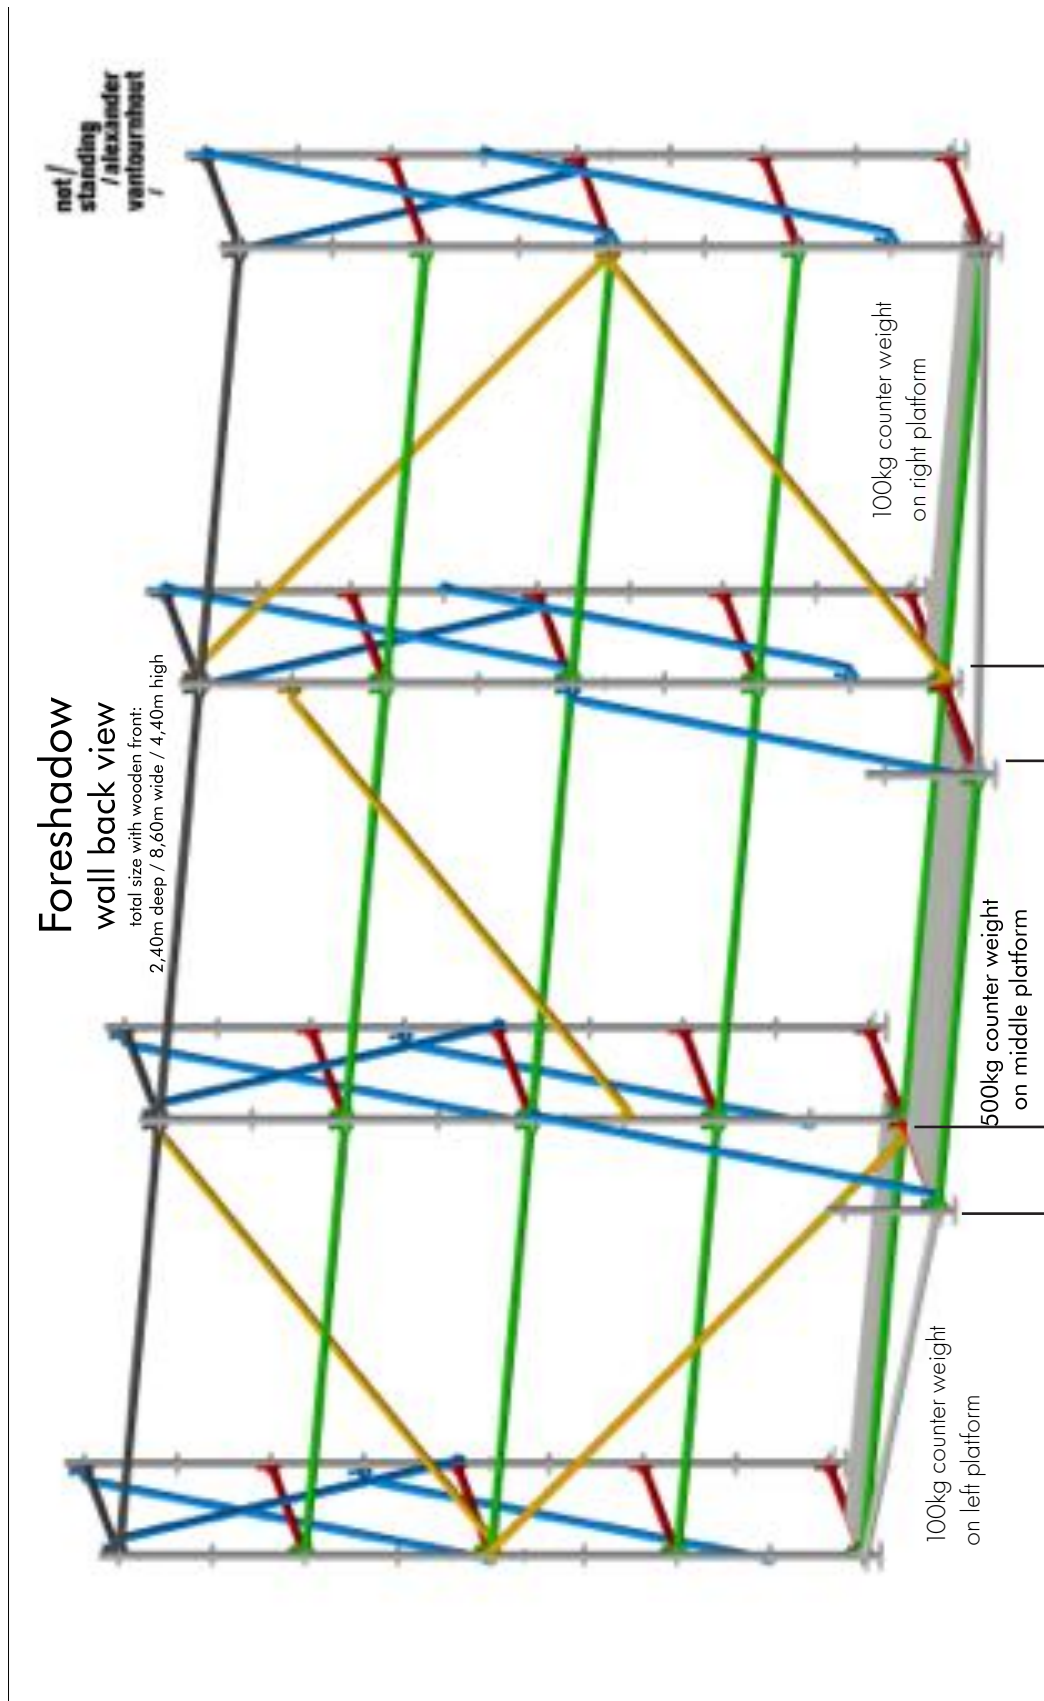 not/
standing
/alexander
vantournhout
/
Foreshadow
wall back view
total size with wooden front:
2,40m deep / 8,60m wide / 4,40m high
100kg counter weight
on left platform
500kg counter weight
on middle platform
100kg counter weight
on right platform